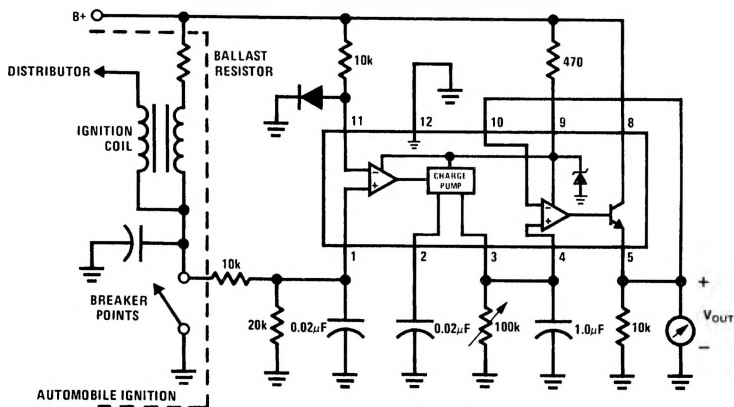 B+
BALLAST
RESISTOR
DISTRIBUTOR
IGNITION
COIL
10k
470
11
12
10
9
8
CHARGE
PUMP
−
+
−
+
1
2
3
4
5
10k
BREAKER
POINTS
20k
0.02µF
0.02µF
100k
1.0µF
10k
+
VOUT
−
AUTOMOBILE IGNITION